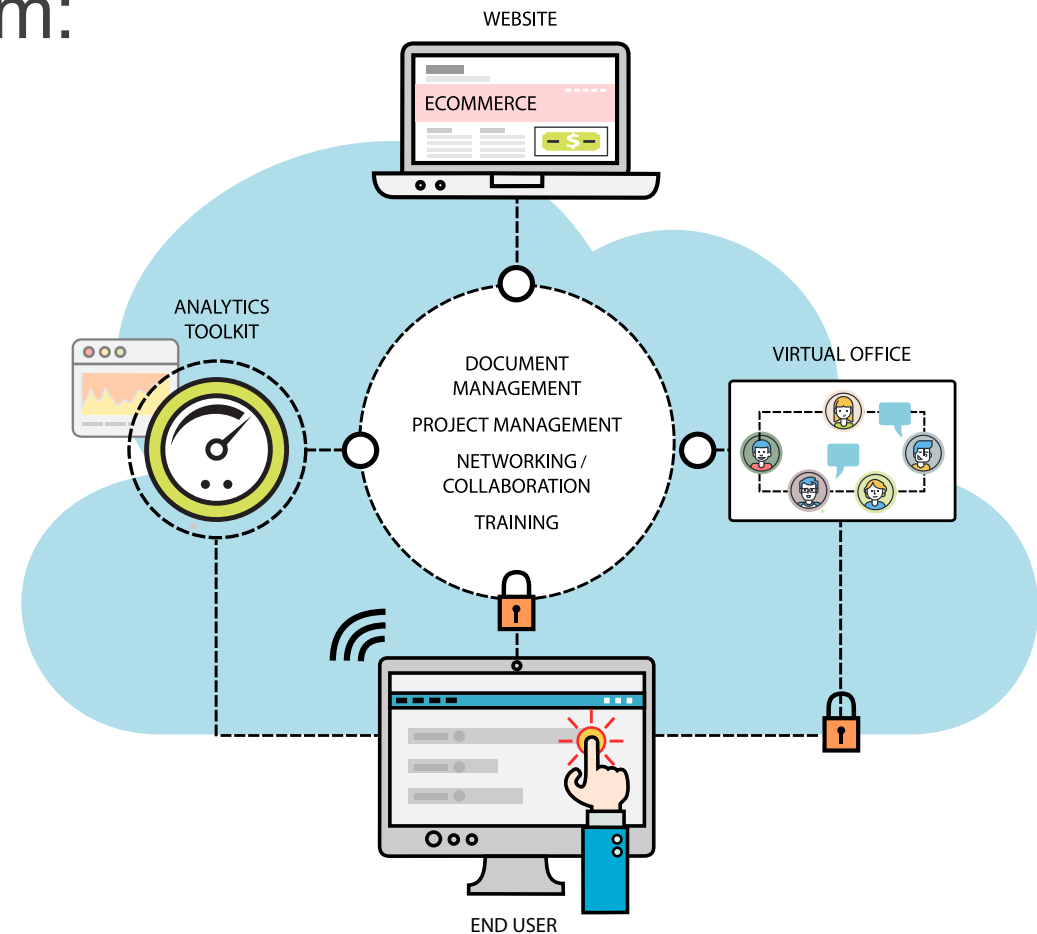 m:
WEBSITE
ECOMMERCE
$
ANALYTICS
TOOLKIT
VIRTUAL OFFICE
DOCUMENT
MANAGEMENT
PROJECT MANAGEMENT
NETWORKING /
COLLABORATION
TRAINING
END USER